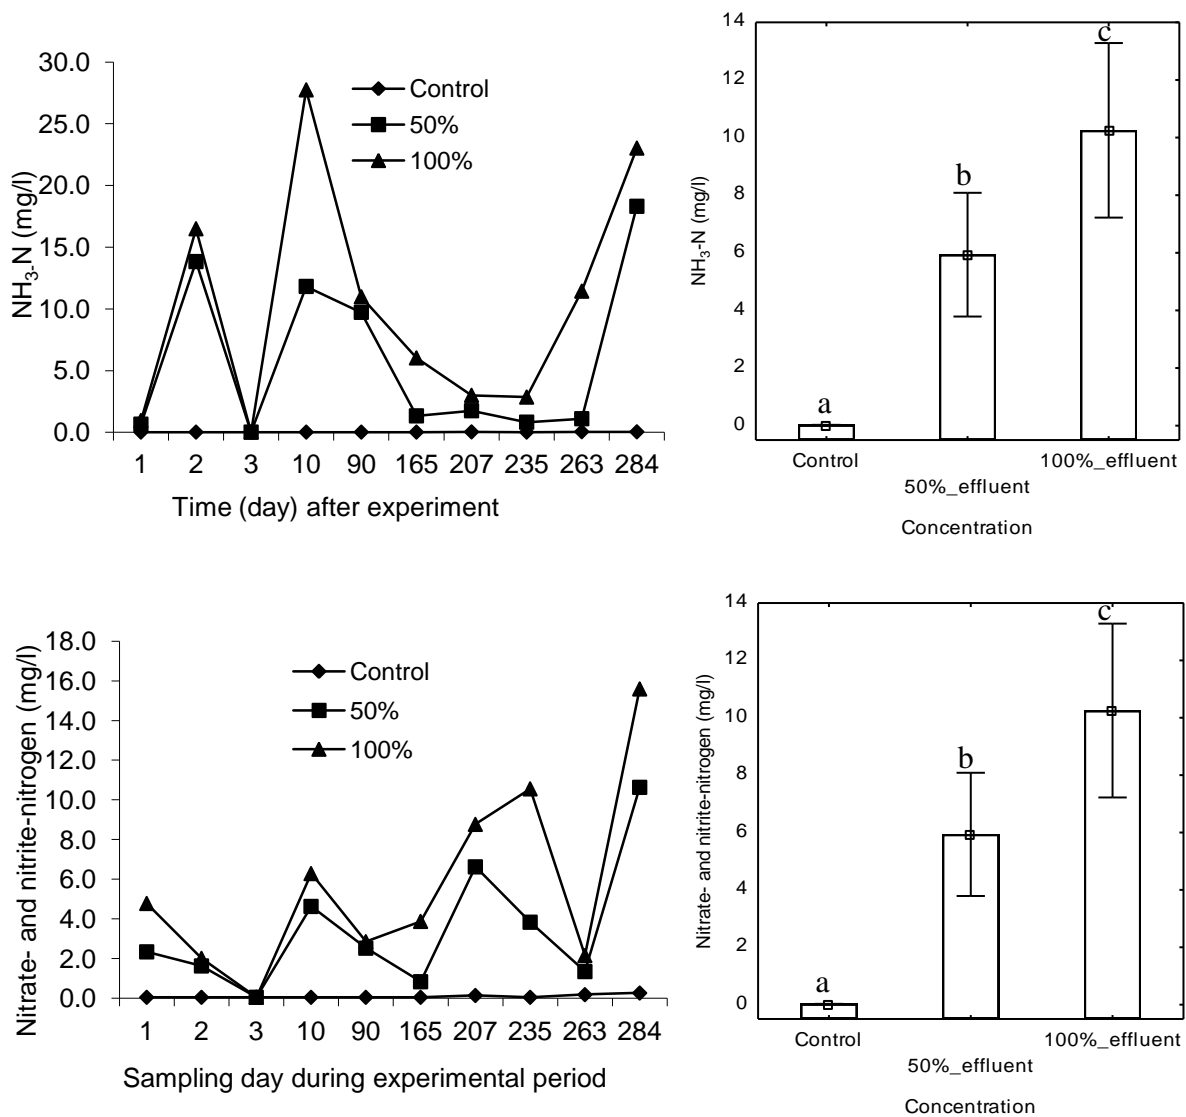 30.0
25.0
20.0
15.0
10.0
5.0
0.0
NH3-N (mg/l)
Control
50%
100%
1 2 3 10 90 165 207 235 263 284
Time (day) after experiment
14
12
10
8
6
4
2
0
NH3-N (mg/l)
a
b
c
Control
100%_effluent
50%_effluent
Concentration
18.0
16.0
14.0
12.0
10.0
8.0
6.0
4.0
2.0
0.0
Nitrate- and nitrite-nitrogen (mg/l)
Control
50%
100%
1 2 3 10 90 165 207 235 263 284
Sampling day during experimental period
14
12
10
8
6
4
2
0
Nitrate- and nitrite-nitrogen (mg/l)
a
b
c
Control
100%_effluent
50%_effluent
Concentration